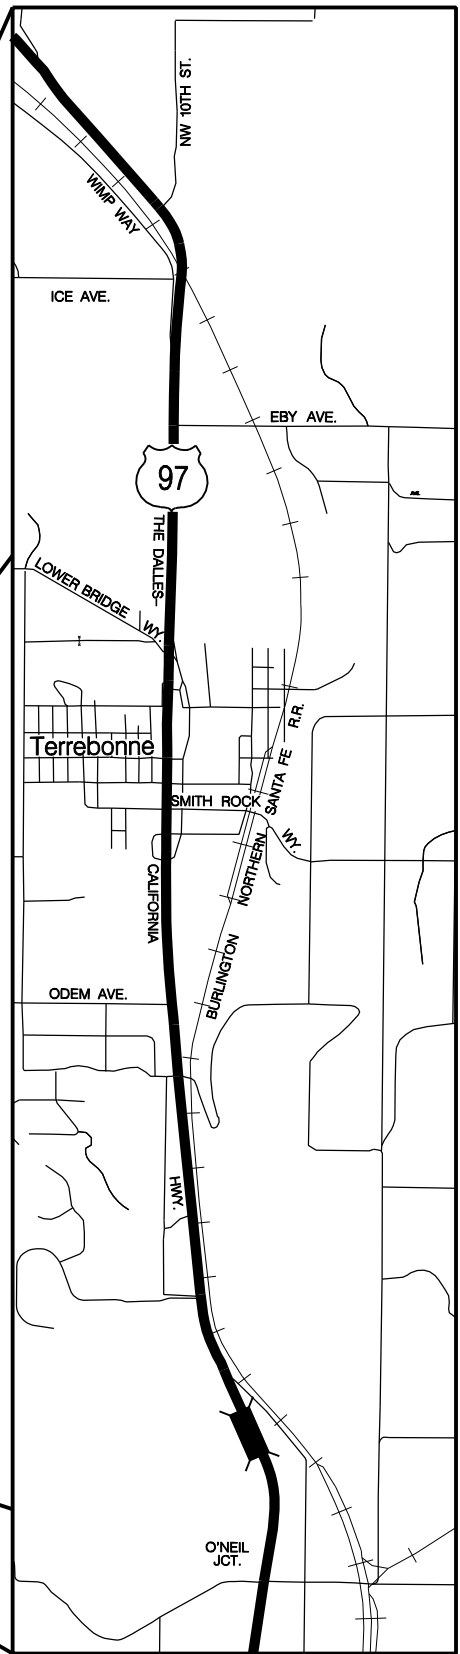 NW 10TH ST.
WIMP WAY
ICE AVE.
EBY AVE.
97
THE DALLES–
LOWER BRIDGE
WY.
R.R.
Terrebonne
SANTA FE
SMITH ROCK
WY.
NORTHERN
CALIFORNIA
BURLINGTON
ODEM AVE.
HWY.
O'NEIL
JCT.